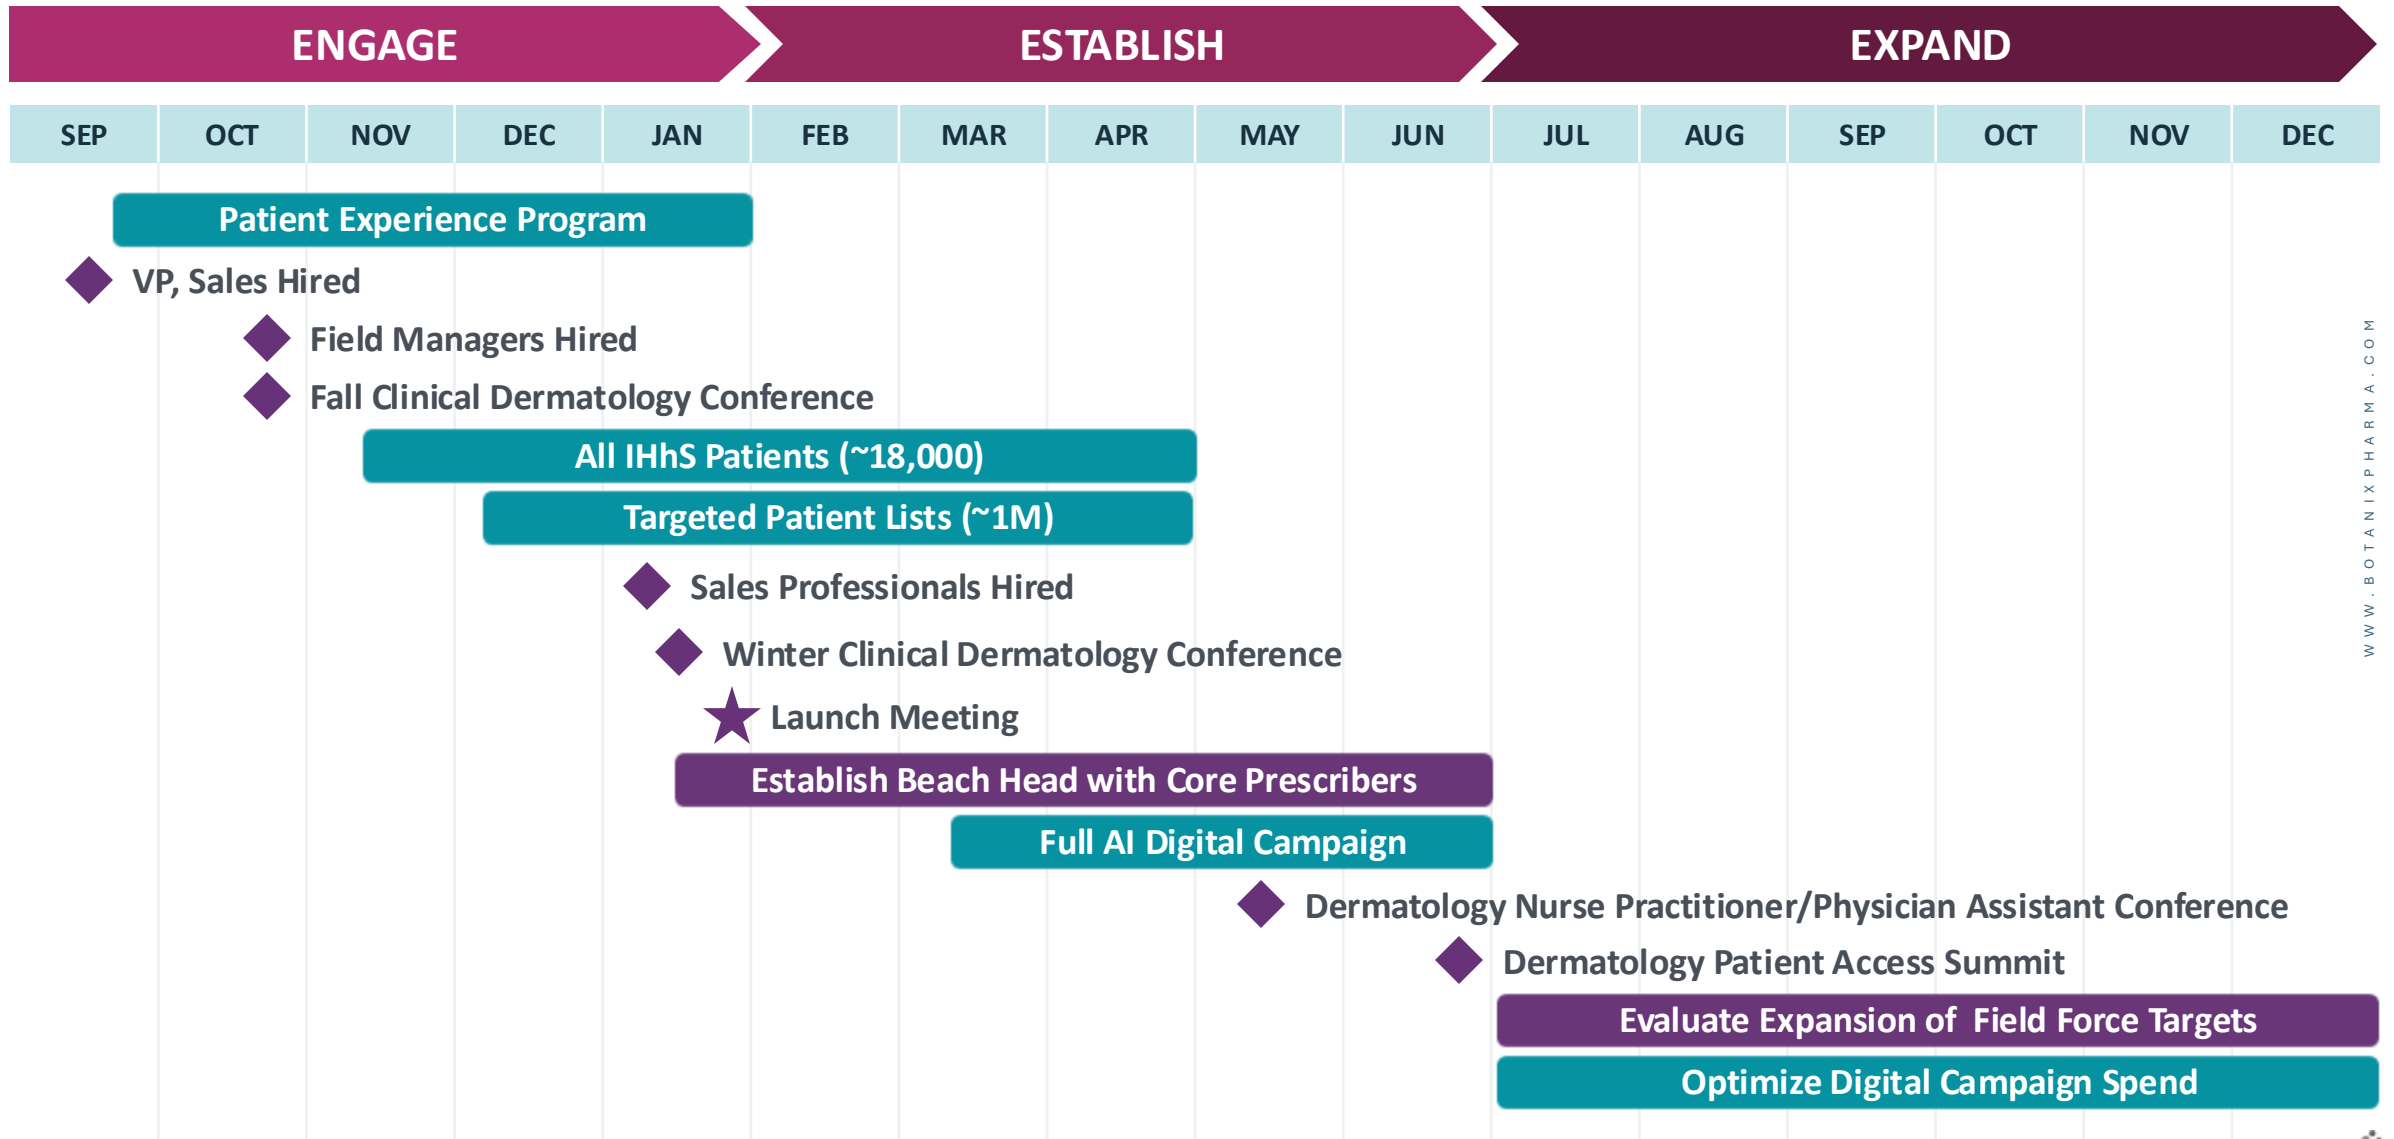 ENGAGE ESTABLISH EXPAND
SEP OCT NOV DEC JAN FEB MAR APR MAY JUN JUL AUG SEP OCT NOV DEC
Patient Experience Program
VP, Sales Hired
Field Managers Hired
Fall Clinical Dermatology Conference
All IHhS Patients (~18,000)
Targeted Patient Lists (~1M)
Sales Professionals Hired
Winter Clinical Dermatology Conference
Launch Meeting
Establish Beach Head with Core Prescribers
Full AI Digital Campaign
Dermatology Nurse Practitioner/Physician Assistant Conference
Dermatology Patient Access Summit
Evaluate Expansion of Field Force Targets
Optimize Digital Campaign Spend
WWW.BOTANIXPHARMA.COM